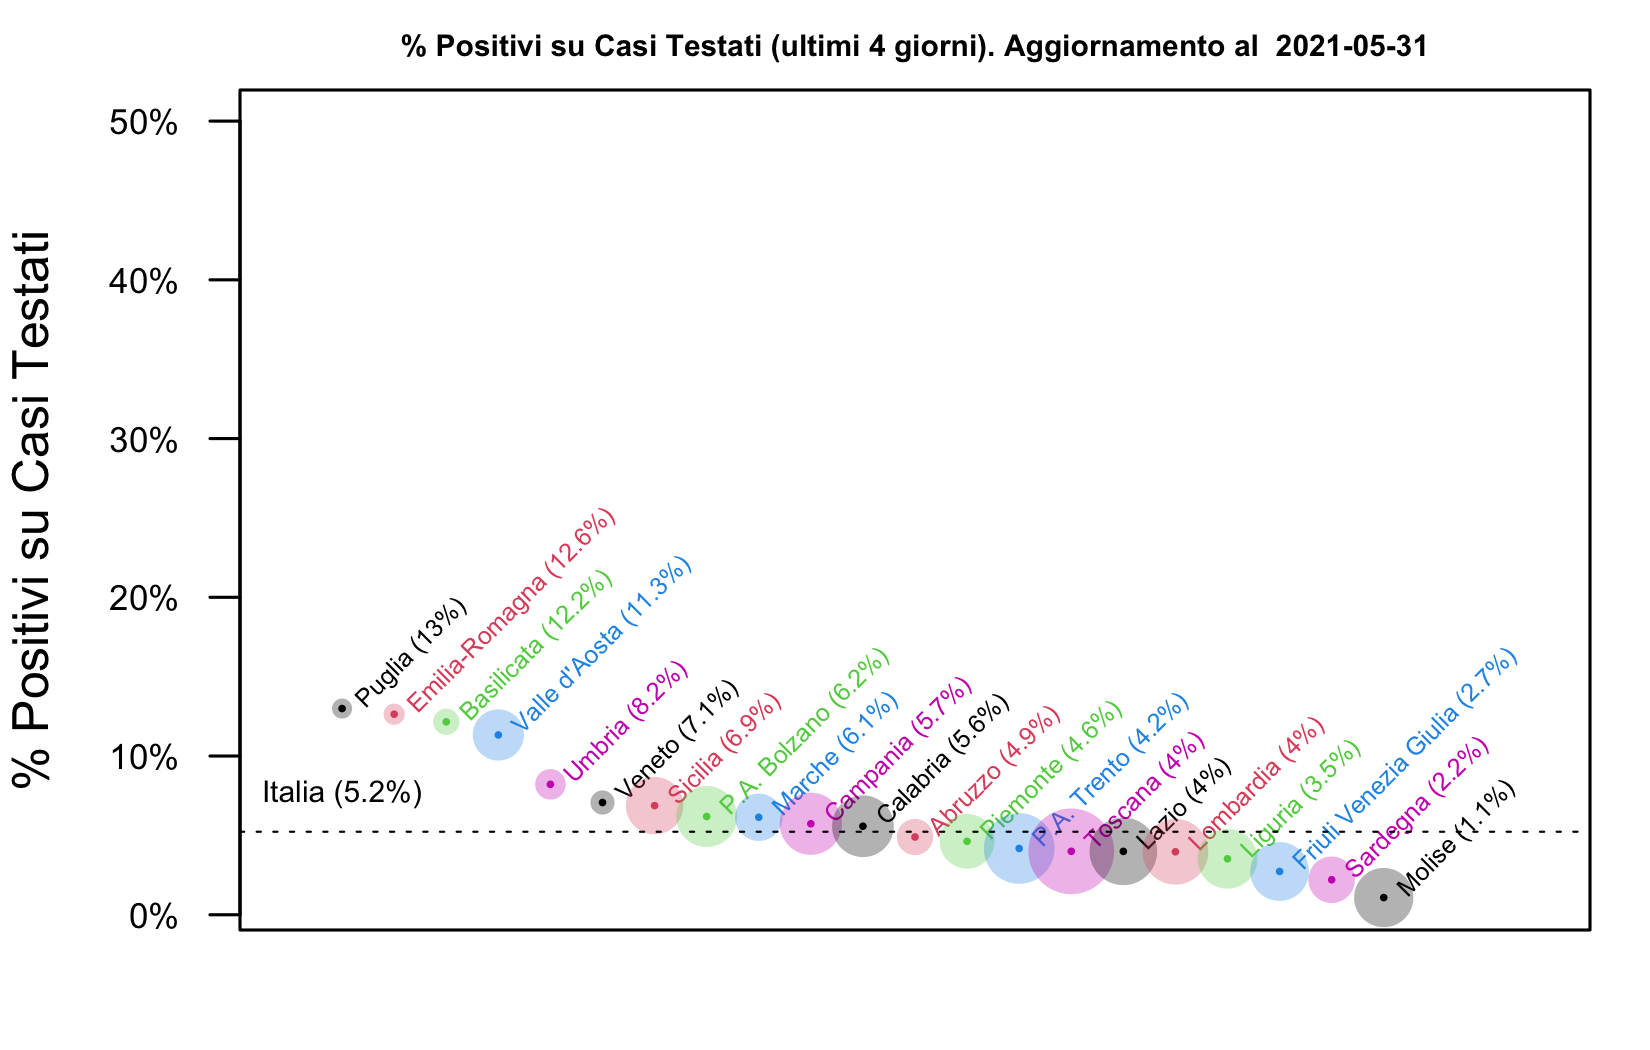 % Positivi su Casi Testati (ultimi 4 giorni). Aggiornamento al  2021-05-31
% Positivi su Casi Testati
50%
40%
30%
20%
10%
0%
Italia (5.2%)
Puglia (13%)
Emilia-Romagna (12.6%)
Basilicata (12.2%)
Valle d'Aosta (11.3%)
Umbria (8.2%)
Veneto (7.1%)
Sicilia (6.9%)
P. A. Bolzano (6.2%)
Marche (6.1%)
Campania (5.7%)
Calabria (5.6%)
Abruzzo (4.9%)
Piemonte (4.6%)
P. A. Trento (4.2%)
Toscana (4%)
Lazio (4%)
Lombardia (4%)
Liguria (3.5%)
Friuli Venezia Giulia (2.7%)
Sardegna (2.2%)
Molise (1.1%)